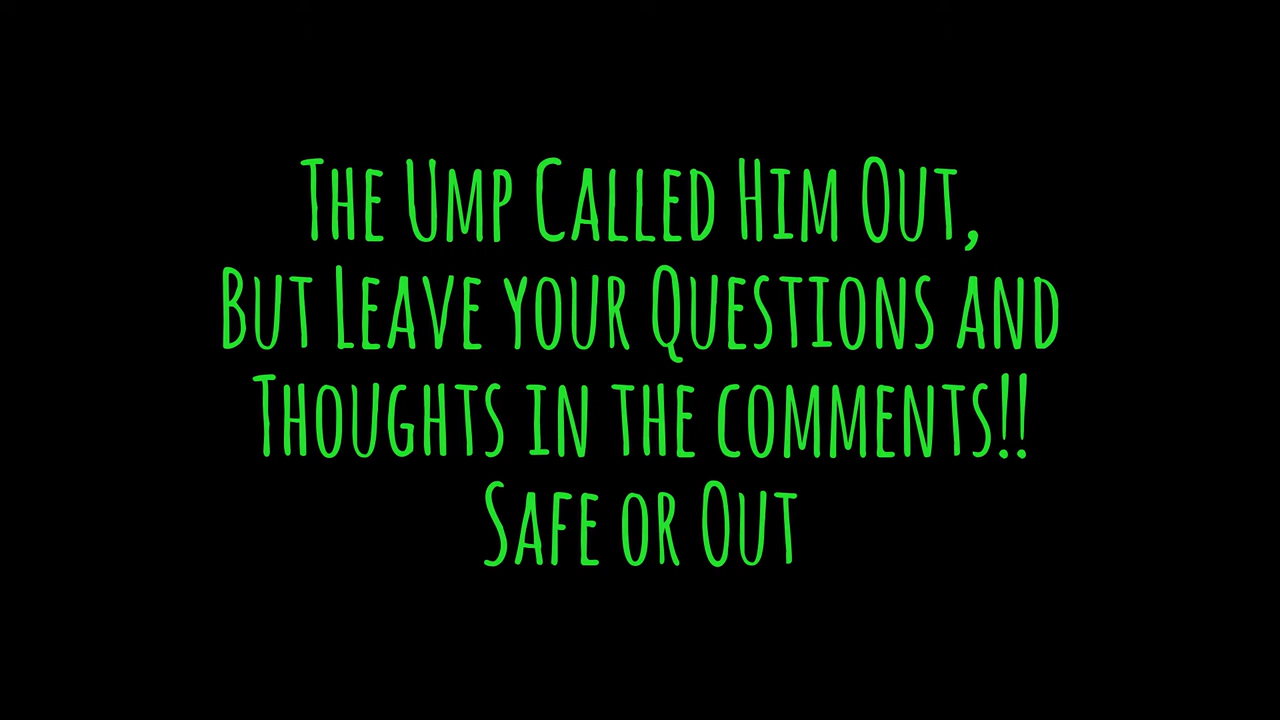 The Ump Called Him Out,
But Leave your Questions and
Thoughts in the comments!!
Safe or Out